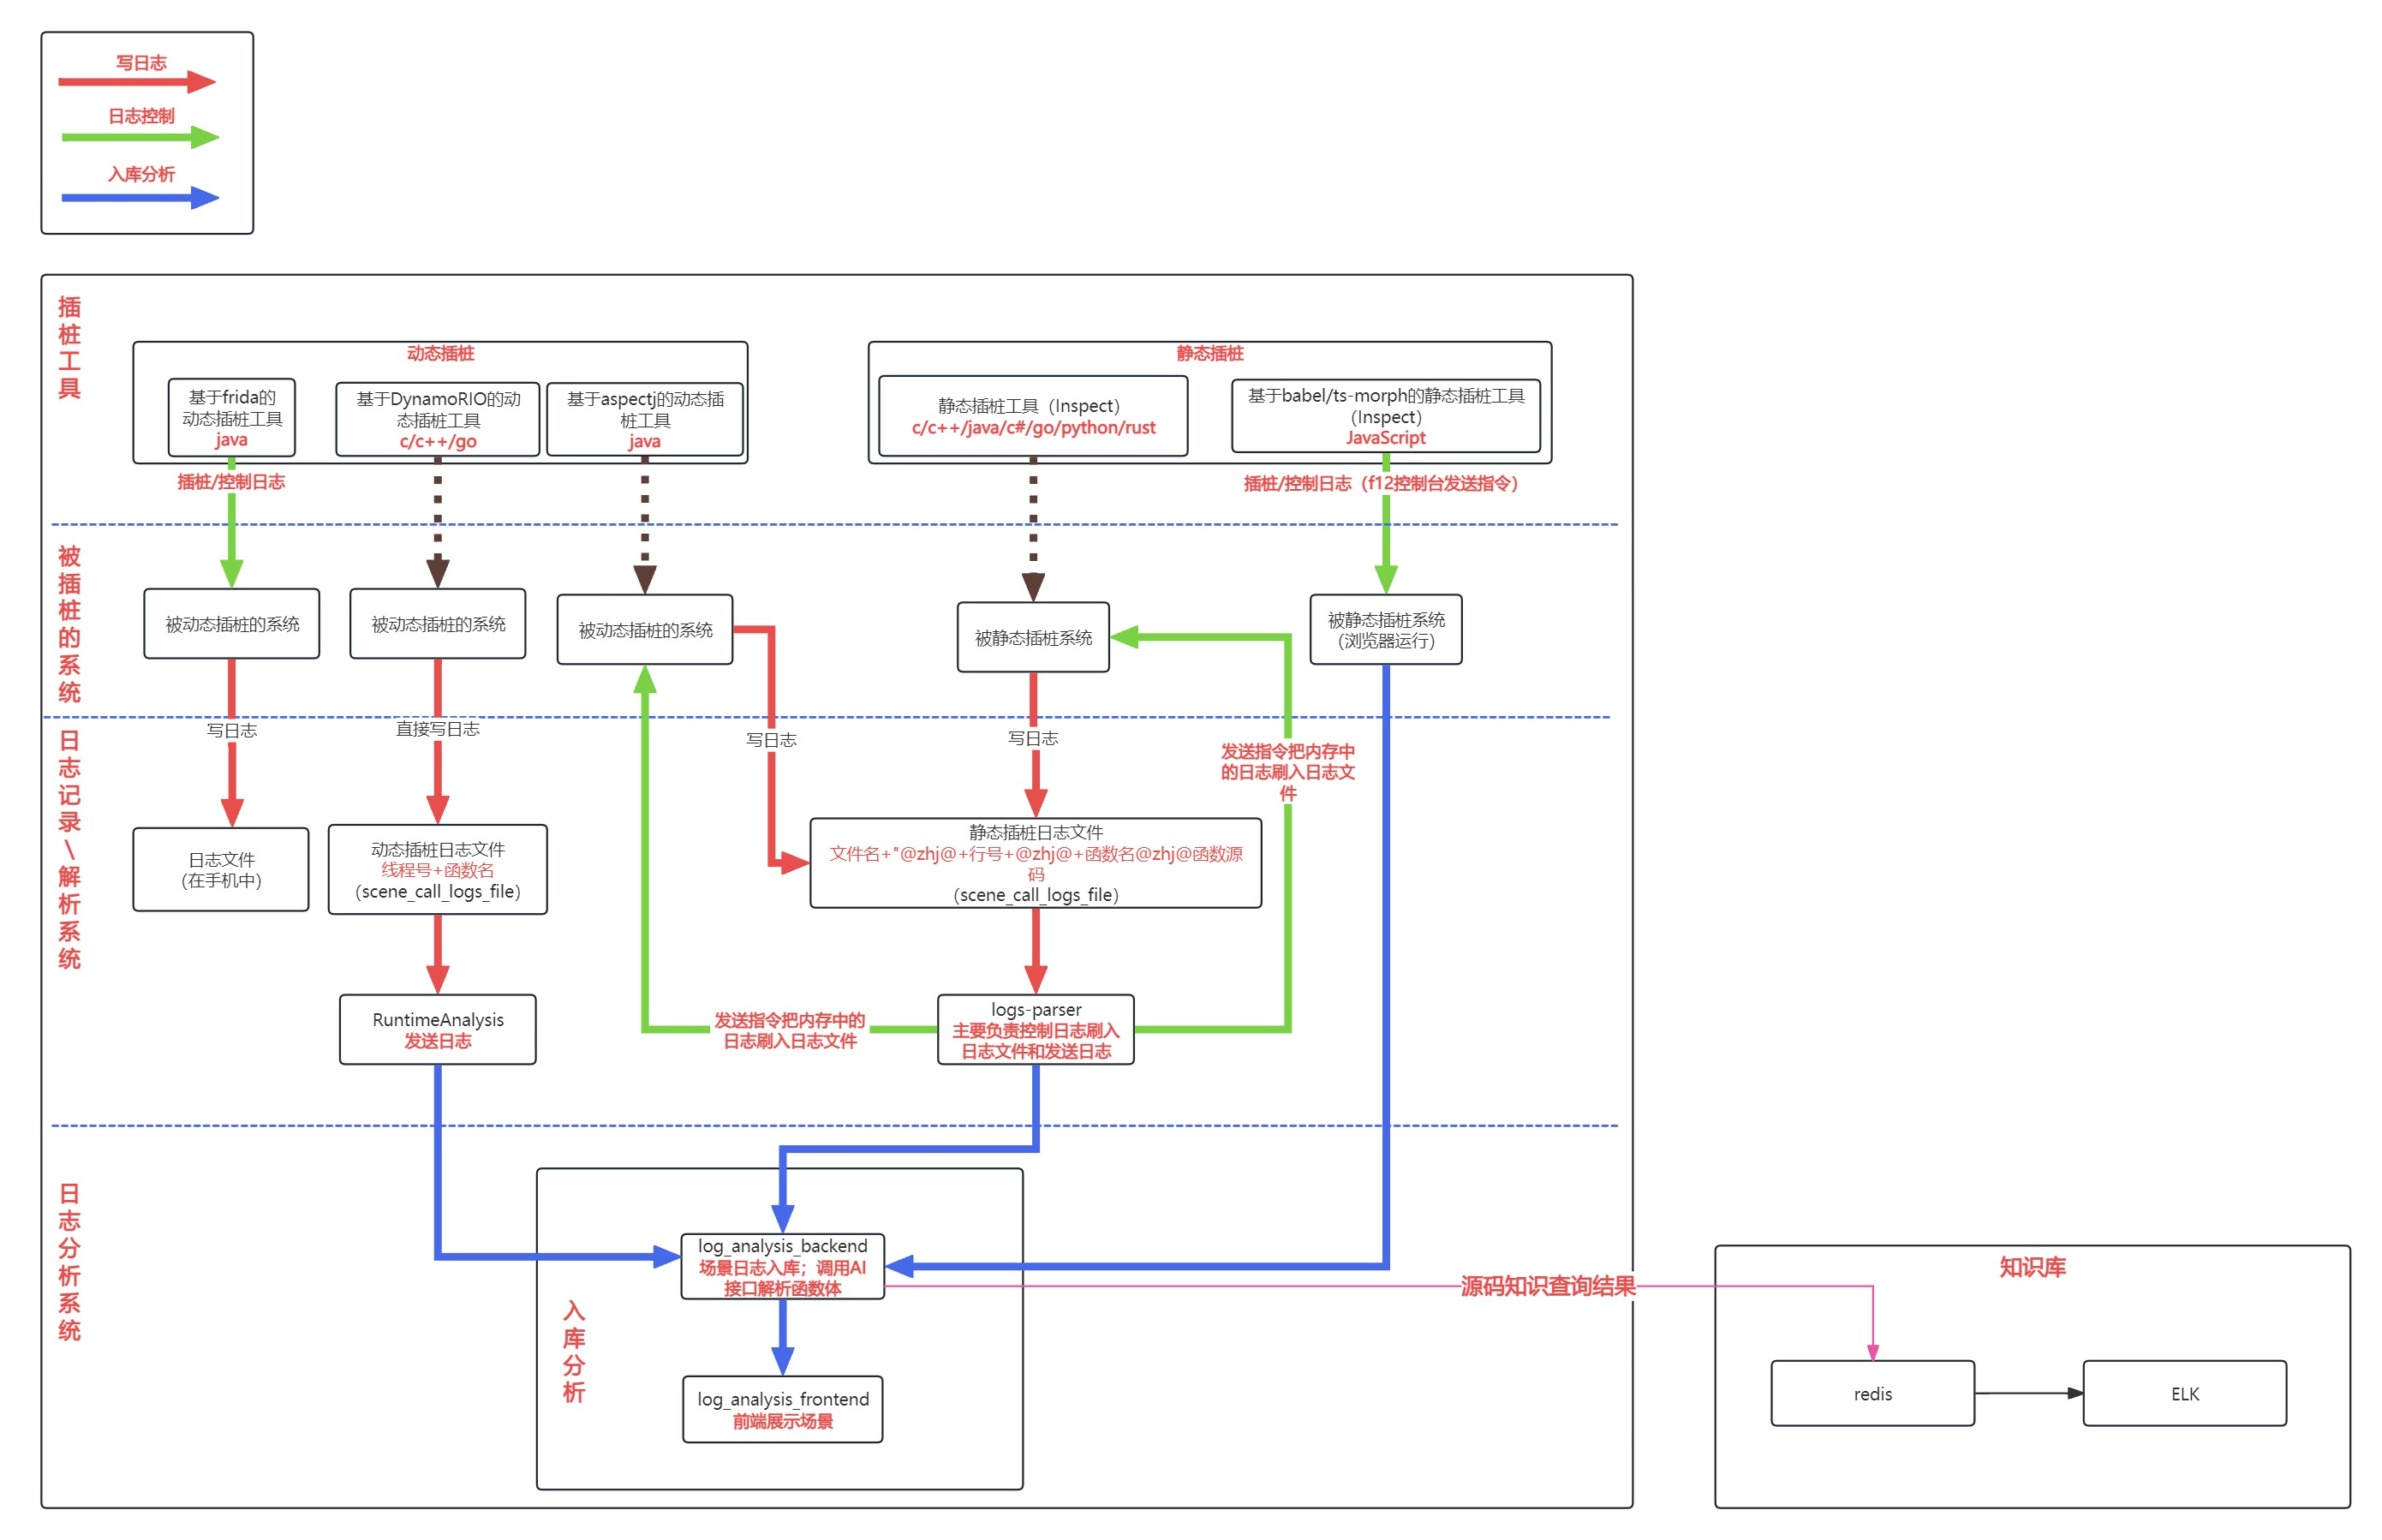 写日志
日志控制
入库分析
插桩工具
动态插桩
基于frida的
动态插桩工具
java
基于DynamoRIO的动
态插桩工具
c/c++/go
基于aspectj的动态插
桩工具
java
静态插桩
静态插桩工具（Inspect）
c/c++/java/c#/go/python/rust
基于babel/ts-morph的静态插桩工具
（Inspect）
JavaScript
插桩/控制日志
插桩/控制日志（f12控制台发送指令）
被插桩的系统
被动态插桩的系统
被动态插桩的系统
被动态插桩的系统
被静态插桩系统
被静态插桩系统
（浏览器运行）
日志记录\解析系统
写日志
直接写日志
写日志
写日志
发送指令把内存中
的日志刷入日志文
件
日志文件
（在手机中）
动态插桩日志文件
线程号+函数名
（scene_call_logs_file）
静态插桩日志文件
文件名+"@zhj@+行号+@zhj@+函数名@zhj@函数源
码
（scene_call_logs_file）
RuntimeAnalysis
发送日志
发送指令把内存中的
日志刷入日志文件
logs-parser
主要负责控制日志刷入
日志文件和发送日志
日志分析系统
入库分析
log_analysis_backend
场景日志入库；调用AI
接口解析函数体
log_analysis_frontend
前端展示场景
源码知识查询结果
知识库
redis
ELK